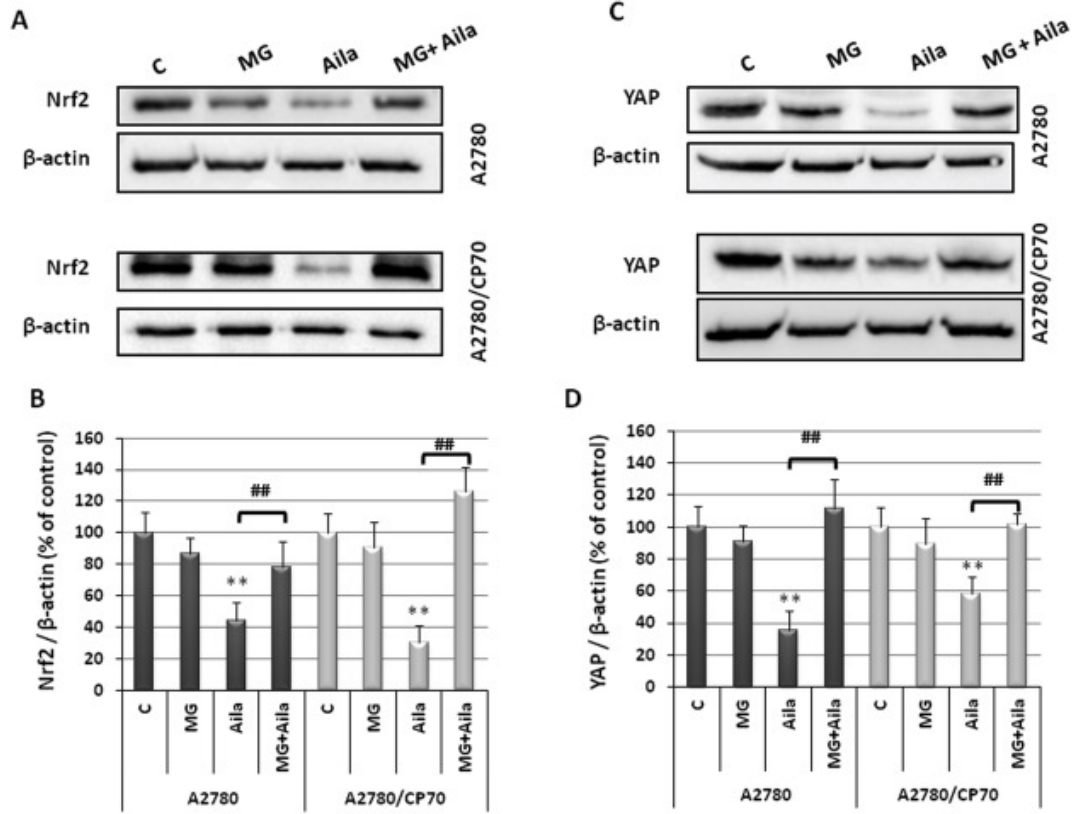 A
C MG Aila MG+ Aila
Nrf2
β-actin
A2780
Nrf2
β-actin
A2780/CP70
C
C MG Aila MG + Aila
YAP
β-actin
A2780
YAP
β-actin
A2780/CP70
B
Nrf2 / β-actin (% of control)
160
140
120
100
80
60
40
20
0
##
##
**
**
C MG Aila MG+Aila C MG Aila MG+Aila
A2780 A2780/CP70
D
YAP / β-actin (% of control)
160
140
120
100
80
60
40
20
0
##
##
**
**
C MG Aila MG+Aila C MG Aila MG+Aila
A2780 A2780/CP70